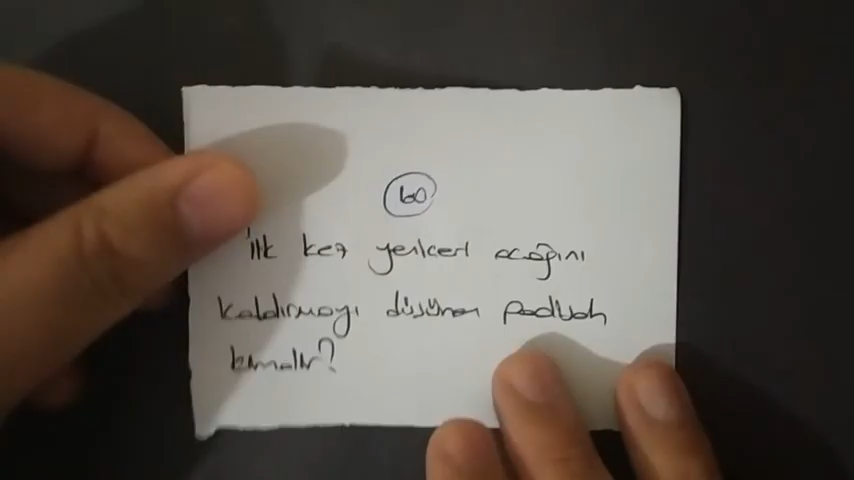 60
İlk kez yeniçeri ocağını
kaldırmayı düşünen padişah
kimdir?